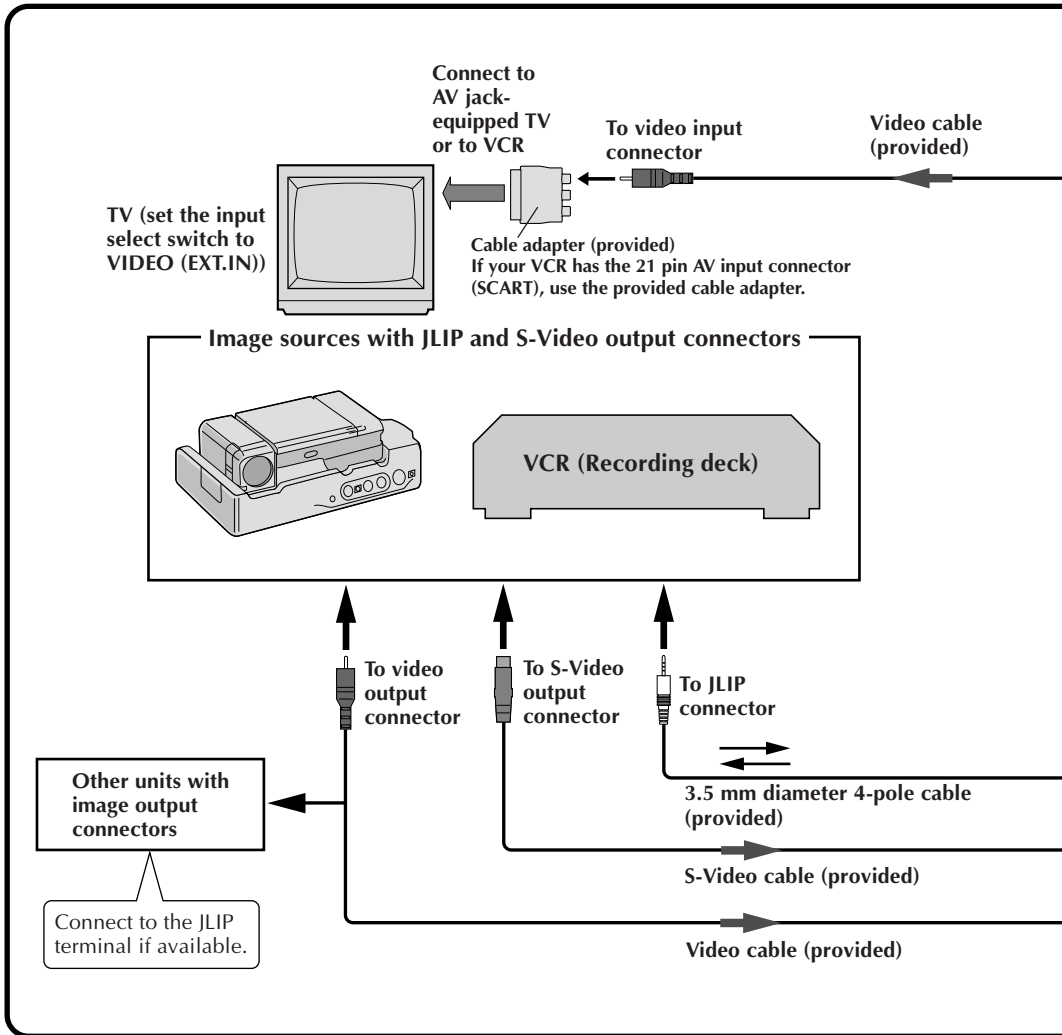 Connect to
AV jack-
equipped TV
or to VCR
To video input
connector
Video cable
(provided)
TV (set the input
select switch to
VIDEO (EXT.IN))
Cable adapter (provided)
If your VCR has the 21 pin AV input connector
(SCART), use the provided cable adapter.
Image sources with JLIP and S-Video output connectors
VCR (Recording deck)
To video
output
connector
To S-Video
output
connector
To JLIP
connector
Other units with
image output
connectors
3.5 mm diameter 4-pole cable
(provided)
S-Video cable (provided)
Connect to the JLIP
terminal if available.
Video cable (provided)